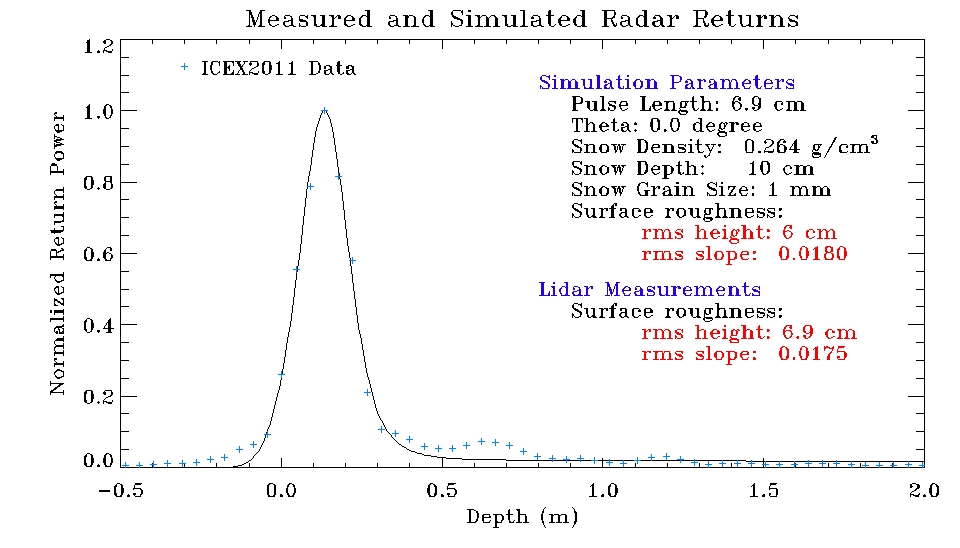 Measured and Simulated Radar Returns
ICEX2011 Data
Simulation Parameters
Pulse Length: 6.9 cm
Theta: 0.0 degree
Snow Density: 0.264 g/cm³
Snow Depth: 10 cm
Snow Grain Size: 1 mm
Surface roughness:
rms height: 6 cm
rms slope: 0.0180
Lidar Measurements
Surface roughness:
rms height: 6.9 cm
rms slope: 0.0175
Normalized Return Power
1.2
1.0
0.8
0.6
0.4
0.2
0.0
−0.5 0.0 0.5 1.0 1.5 2.0
Depth (m)